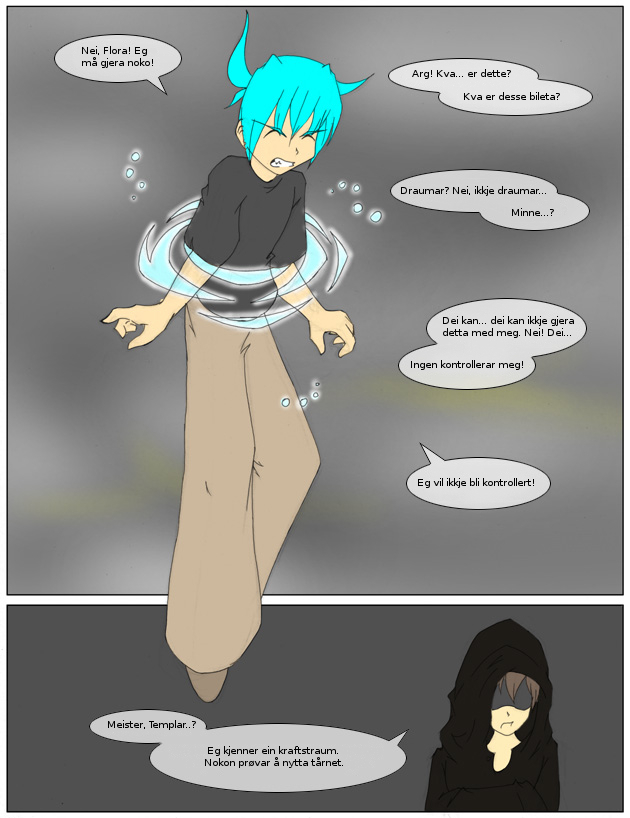 Nei, Flora! Eg
må gjera noko!
Arg! Kva... er dette?
Kva er desse bileta?
Draumar? Nei, ikkje draumar...
Minne...?
Dei kan... dei kan ikkje gjera
detta med meg. Nei! Dei...
Ingen kontrollerar meg!
Eg vil ikkje bli kontrollert!
Meister, Templar..?
Eg kjenner ein kraftstraum.
Nokon prøvar å nytta tårnet.